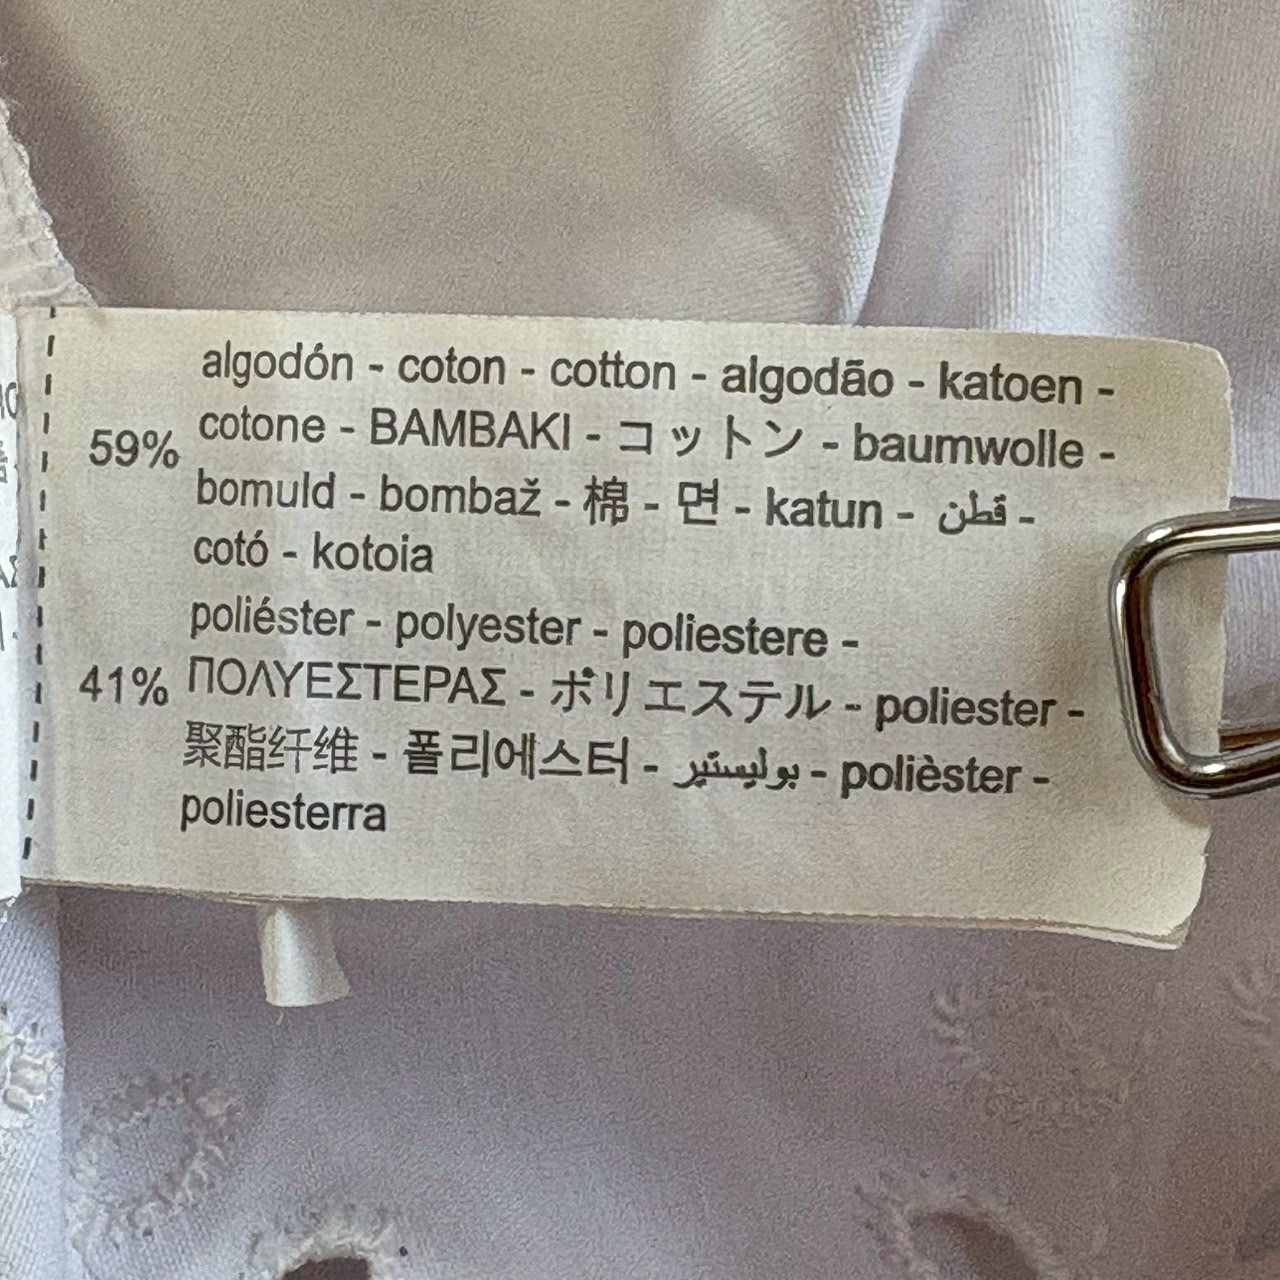 algodón - coton - cotton - algodão - katoen -
59% cotone - BAMBAKI - コットン - baumwolle -
bomuld - bombaž - 棉 - 면 - katun - قطن -
cotó - kotoia
poliéster - polyester - poliestere -
41% ΠΟΛΥΕΣΤΕΡΑΣ - ポリエステル - poliester -
聚酯纤维 - 폴리에스터 - بوليستير - polièster -
poliesterra